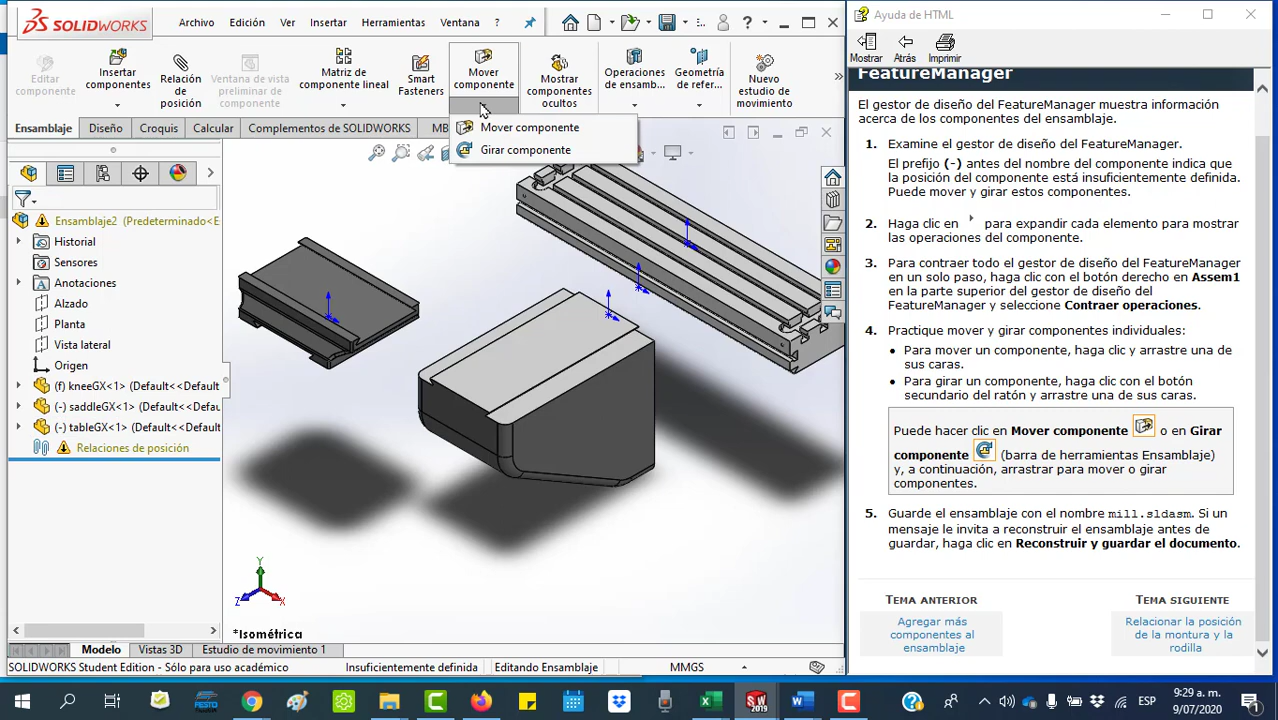 SOLIDWORKS
Archivo Edición Ver Insertar Herramientas Ventana ?
Editar componente
Insertar componentes
Relación de posición
Ventana de vista preliminar de componente
Matriz de componente lineal
Smart Fasteners
Mover componente
Mostrar componentes ocultos
Operaciones de ensamb...
Geometría de refer...
Nuevo estudio de movimiento
Ensamblaje Diseño Croquis Calcular Complementos de SOLIDWORKS MB
Mover componente
Girar componente
Ensamblaje2 (Predeterminado<E
Historial
Sensores
Anotaciones
Alzado
Planta
Vista lateral
Origen
(f) kneeGX<1> (Default<<Default
(-) saddleGX<1> (Default<<Defau
(-) tableGX<1> (Default<<Default
Relaciones de posición
Y
Z X
*Isométrica
Modelo Vistas 3D Estudio de movimiento 1
SOLIDWORKS Student Edition - Sólo para uso académico Insuficientemente definida Editando Ensamblaje MMGS
Ayuda de HTML
Mostrar Atrás Imprimir
FeatureManager
El gestor de diseño del FeatureManager muestra información
acerca de los componentes del ensamblaje.
1. Examine el gestor de diseño del FeatureManager.
El prefijo (-) antes del nombre del componente indica que
la posición del componente está insuficientemente definida.
Puede mover y girar estos componentes.
2. Haga clic en para expandir cada elemento para mostrar
las operaciones del componente.
3. Para contraer todo el gestor de diseño del FeatureManager
en un solo paso, haga clic con el botón derecho en Assem1
en la parte superior del gestor de diseño del
FeatureManager y seleccione Contraer operaciones.
4. Practique mover y girar componentes individuales:
• Para mover un componente, haga clic y arrastre una de
sus caras.
• Para girar un componente, haga clic con el botón
secundario del ratón y arrastre una de sus caras.
Puede hacer clic en Mover componente o en Girar
componente (barra de herramientas Ensamblaje)
y, a continuación, arrastrar para mover o girar
componentes.
5. Guarde el ensamblaje con el nombre mill.sldasm. Si un
mensaje le invita a reconstruir el ensamblaje antes de
guardar, haga clic en Reconstruir y guardar el documento.
TEMA ANTERIOR
Agregar más
componentes al
ensamblaje
TEMA SIGUIENTE
Relacionar la posición
de la montura y la
rodilla
FESTO
SW
2019
ESP
9:29 a. m.
9/07/2020